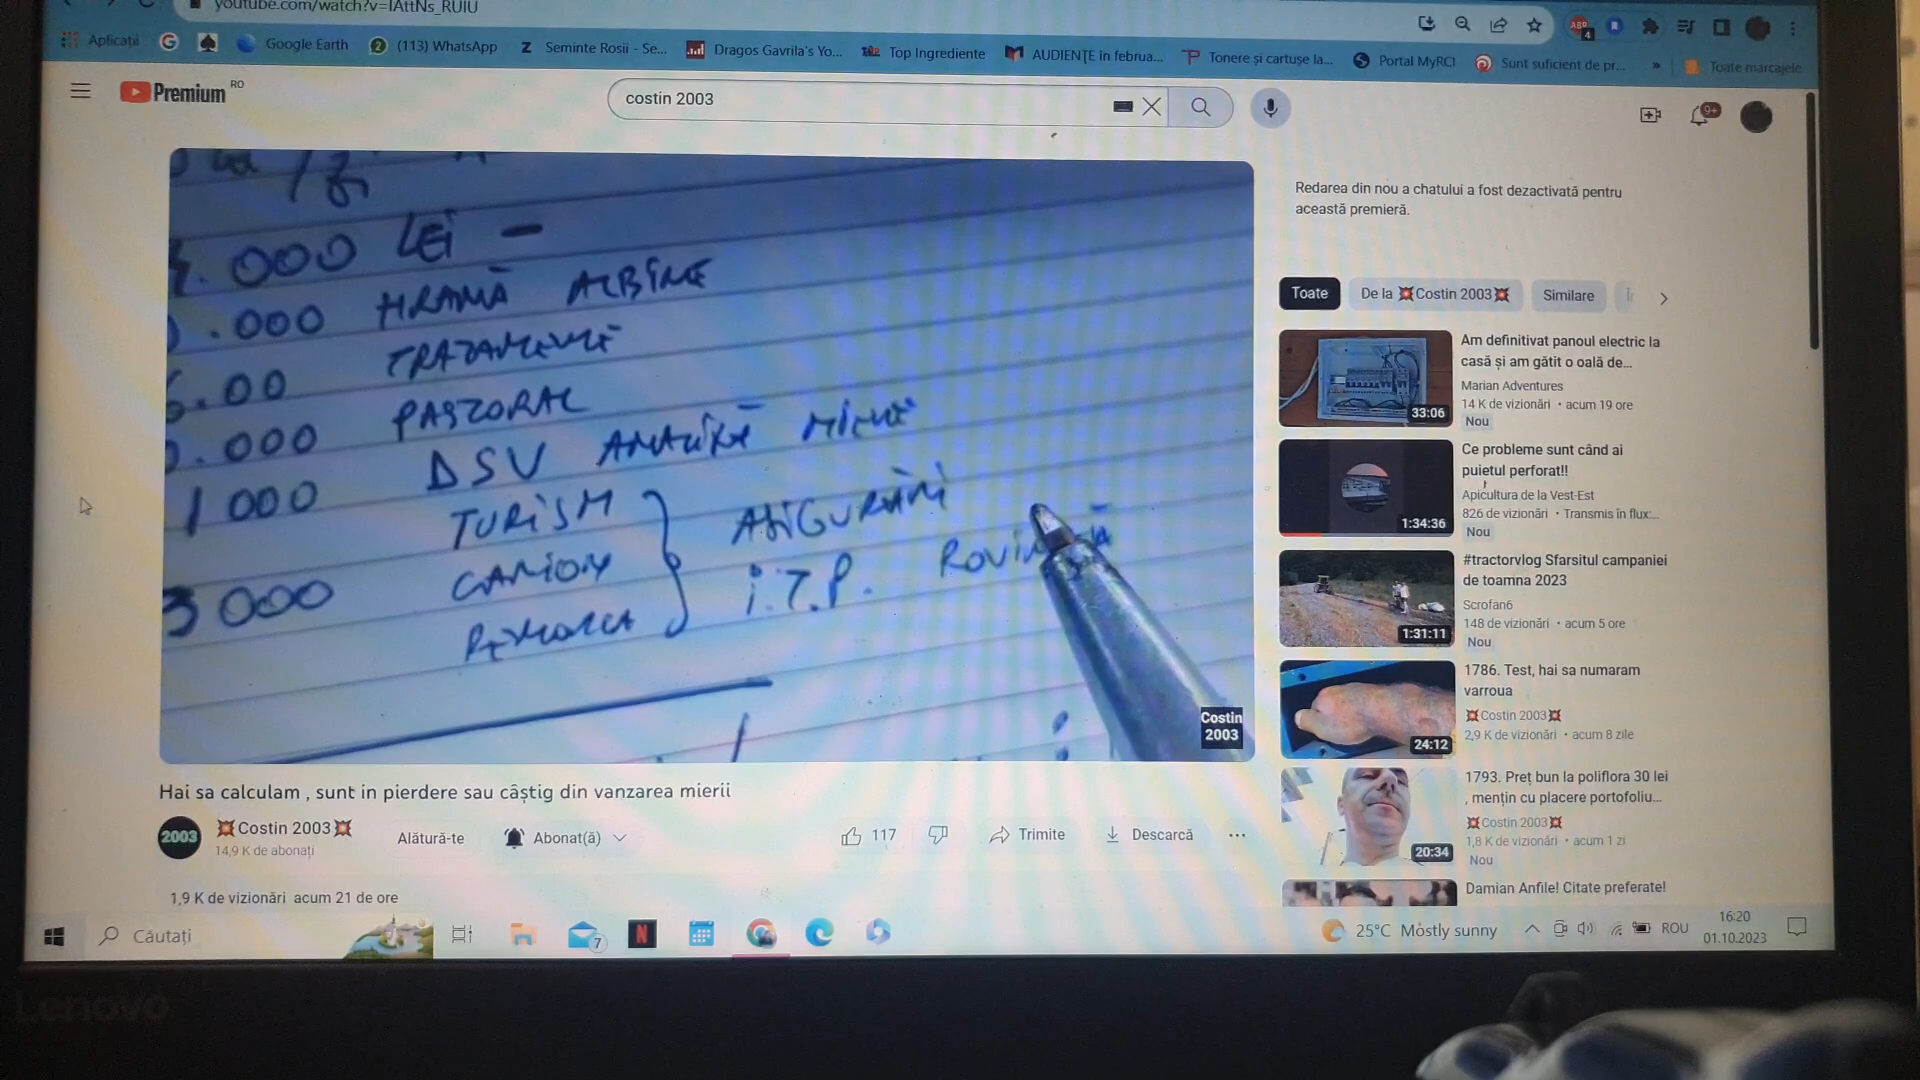 youtube.com/watch?v=IAttNs_RUIU
Aplicații
Google Earth
(113) WhatsApp
Seminte Rosii - Se...
Dragos Gavrila's Yo...
Top Ingrediente
AUDIENȚE în februa...
Tonere și cartușe la...
Portal MyRCI
Sunt suficient de pr...
»
Toate marcajele
Premium RO
costin 2003
9+
.000 LEI -
.000 HRANĂ ALBINE
.00 TRATAMENTE
.000 PASTORAL
1000 DSV ANALIZĂ MIERE
TURISM
3000 CAMION
REMORCA
ASIGURĂRI
I.T.P.
Costin
2003
Redarea din nou a chatului a fost dezactivată pentru
această premieră.
Toate
De la 💥Costin 2003💥
Similare
Am definitivat panoul electric la
casă și am gătit o oală de...
Marian Adventures
14 K de vizionări • acum 19 ore
Nou
33:06
Ce probleme sunt când ai
puietul perforat!!
Apicultura de la Vest-Est
826 de vizionări • Transmis în flux:...
Nou
1:34:36
#tractorvlog Sfarsitul campaniei
de toamna 2023
Scrofan6
148 de vizionări • acum 5 ore
Nou
1:31:11
1786. Test, hai sa numaram
varroua
💥Costin 2003💥
2,9 K de vizionări • acum 8 zile
24:12
1793. Preț bun la poliflora 30 lei
, mențin cu placere portofoliu...
💥Costin 2003💥
1,8 K de vizionări • acum 1 zi
Nou
20:34
Damian Anfile! Citate preferate!
Hai sa calculam , sunt in pierdere sau câștig din vanzarea mierii
2003
💥Costin 2003💥
14,9 K de abonați
Alătură-te
Abonat(ă)
117
Trimite
Descarcă
1,9 K de vizionări acum 21 de ore
Căutați
7
25°C Mostly sunny
ROU
16:20
01.10.2023
Lenovo